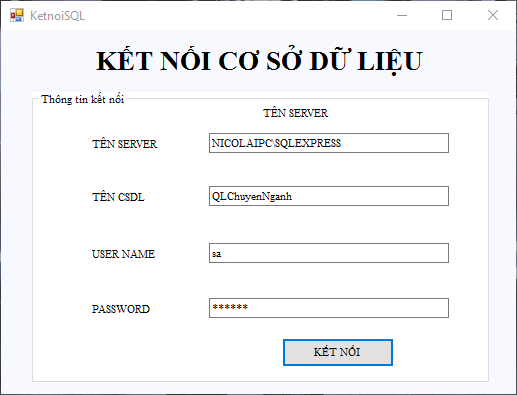 KetnoiSQL
KẾT NỐI CƠ SỞ DỮ LIỆU
Thông tin kết nối
TÊN SERVER
TÊN SERVER NICOLAIPC\SQLEXPRESS
TÊN CSDL QLChuyenNganh
USER NAME sa
PASSWORD ******
KẾT NỐI